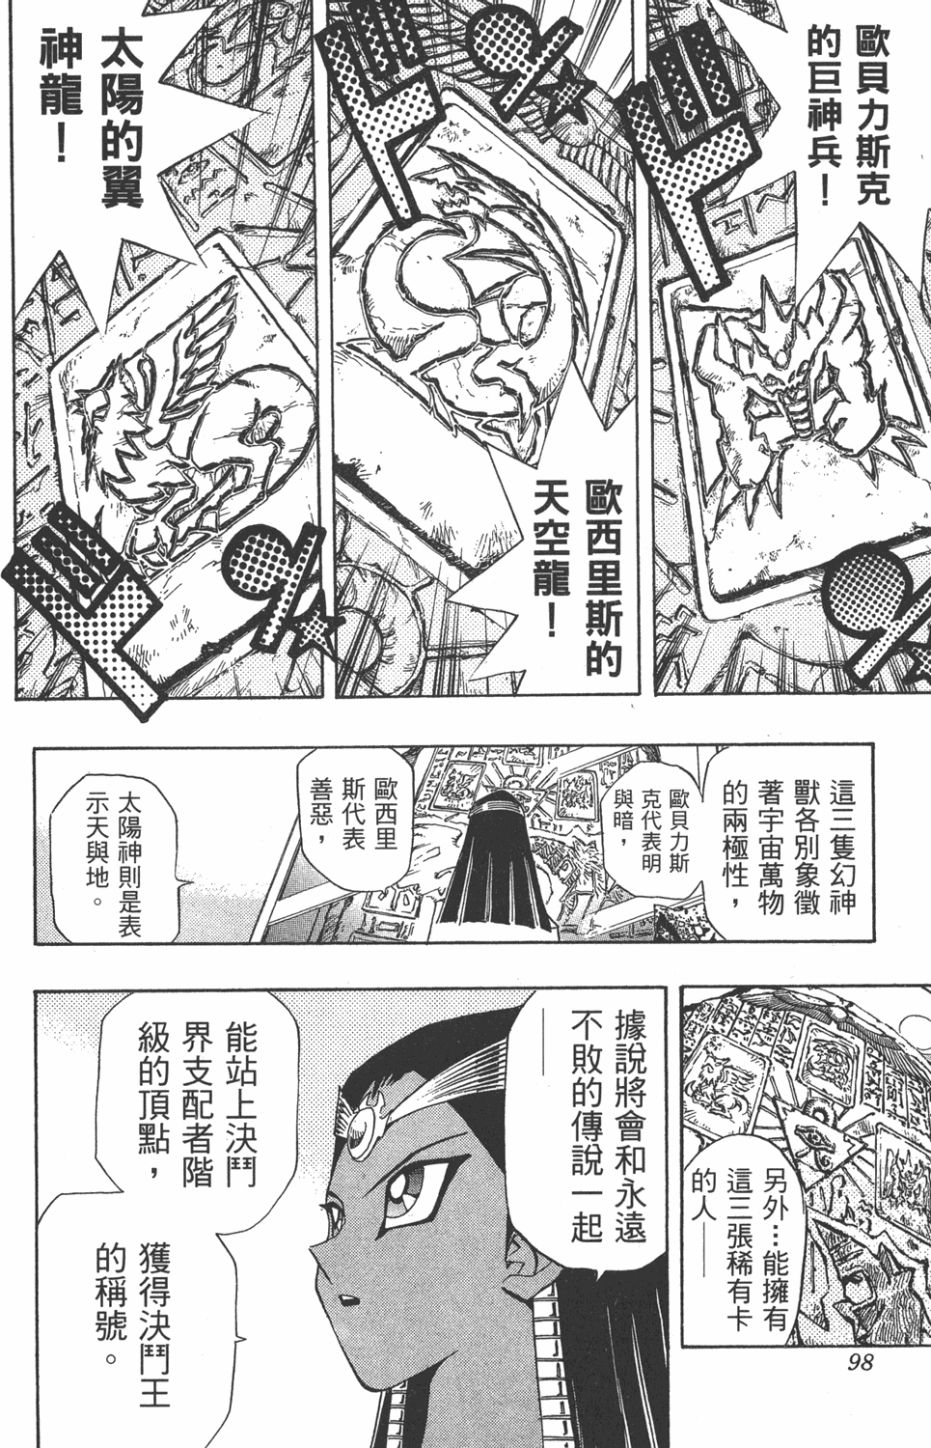 歐貝力斯克
的巨神兵！
ド
ン
歐西里斯的
天空龍！
ド
ン
太陽的翼
神龍！
ド
ン
這三隻幻神
獸各別象徵
著宇宙萬物
的兩極性，
歐貝力斯
克代表明
與暗，
歐西里
斯代表
善惡，
太陽神則是表
示天與地。
另外…能擁有
這三張稀有卡
的人——
據說將會和永遠
不敗的傳說一起
——
能站上決鬥
界支配者階
級的頂點，
獲得決鬥王
的稱號。
98